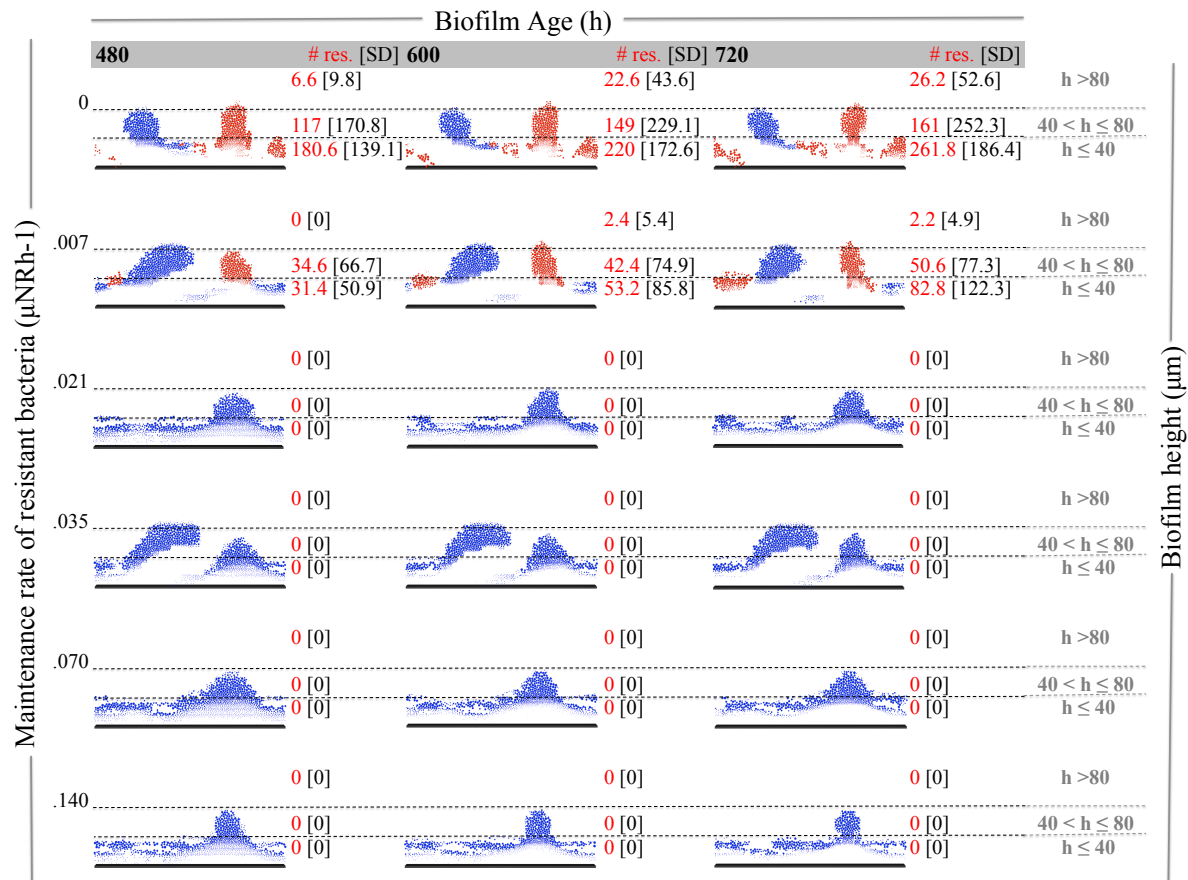 Biofilm Age (h)
480 # res. [SD] 600 # res. [SD] 720 # res. [SD]
6.6 [9.8] 22.6 [43.6] 26.2 [52.6] h >80
0
117 [170.8] 149 [229.1] 161 [252.3] 40 < h ≤ 80
180.6 [139.1] 220 [172.6] 261.8 [186.4] h ≤ 40
0 [0] 2.4 [5.4] 2.2 [4.9] h >80
.007
34.6 [66.7] 42.4 [74.9] 50.6 [77.3] 40 < h ≤ 80
31.4 [50.9] 53.2 [85.8] 82.8 [122.3] h ≤ 40
0 [0] 0 [0] 0 [0] h >80
.021
0 [0] 0 [0] 0 [0] 40 < h ≤ 80
0 [0] 0 [0] 0 [0] h ≤ 40
0 [0] 0 [0] 0 [0] h >80
.035
0 [0] 0 [0] 0 [0] 40 < h ≤ 80
0 [0] 0 [0] 0 [0] h ≤ 40
0 [0] 0 [0] 0 [0] h >80
.070
0 [0] 0 [0] 0 [0] 40 < h ≤ 80
0 [0] 0 [0] 0 [0] h ≤ 40
0 [0] 0 [0] 0 [0] h >80
.140
0 [0] 0 [0] 0 [0] 40 < h ≤ 80
0 [0] 0 [0] 0 [0] h ≤ 40
Maintenance rate of resistant bacteria (μNRh-1)
Biofilm height (μm)